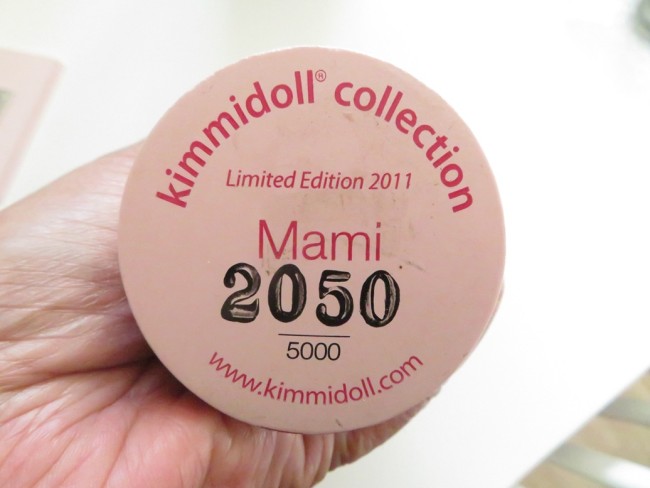 kimmidoll® collection
Limited Edition 2011
Mami
2050
5000
www.kimmidoll.com